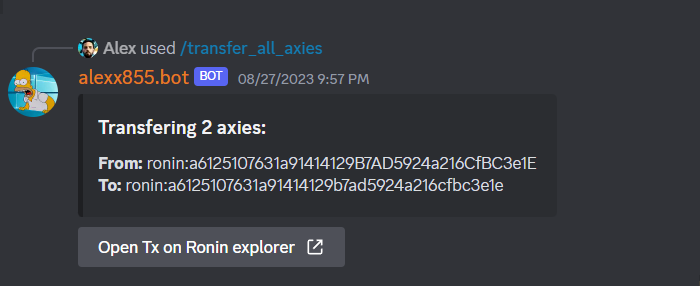 Alex used /transfer_all_axies
alexx855.bot BOT 08/27/2023 9:57 PM
Transfering 2 axies:
From: ronin:a6125107631a91414129B7AD5924a216CfBC3e1E
To: ronin:a6125107631a91414129b7ad5924a216cfbc3e1e
Open Tx on Ronin explorer